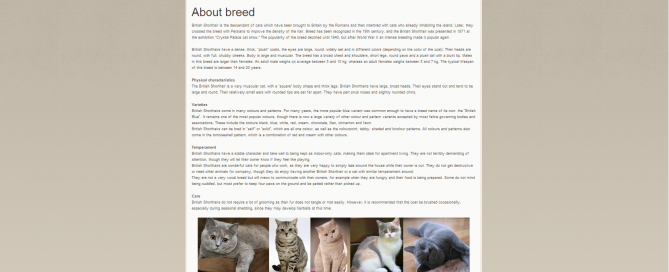 About breed
British Shorthair is the descendant of cats which have been brought to Britain by the Romans and then interbred with cats who already inhabiting the island. Later, they
crossed the breed with Persians to improve the density of the hair. Breed has been recognized in the 19th century, and the British Shorthair was presented in 1871 at
the exhibition "Crystal Palace cat show." The popularity of the breed declined until 1940, but after World War II an intense breeding made it popular again.
British Shorthairs have a dense, thick, "plush" coats, the eyes are large, round, widely set and in different colors (depending on the color of the coat). Their heads are
round, with full, chubby cheeks. Body is large and muscular. The breed has a broad chest and shoulders, short legs, round paws and a plush tail with a blunt tip. Males
in this breed are larger than females. An adult male weighs on average between 5 and 10 kg, whereas an adult females weighs between 5 and 7 kg. The typical lifespan
of this breed is between 14 and 20 years.
Physical characteristics
The British Shorthair is a very muscular cat, with a "square" body shape and thick legs. British Shorthairs have large, broad heads. Their eyes stand out and tend to be
large and round. Their relatively small ears with rounded tips are set far apart. They have pert snub noses and slightly rounded chins.
Varieties
British Shorthairs come in many colours and patterns. For many years, the more popular blue variant was common enough to have a breed name of its own: the "British
Blue". It remains one of the most popular colours, though there is now a large variety of other colour and pattern variants accepted by most feline governing bodies and
associations. These include the colours black, blue, white, red, cream, chocolate, lilac, cinnamon and fawn.
British Shorthairs can be bred in "self" or "solid", which are all one colour, as well as the colourpoint, tabby, shaded and bicolour patterns. All colours and patterns also
come in the tortoiseshell pattern, which is a combination of red and cream with other colours.
Temperament
British Shorthairs have a stable character and take well to being kept as indoor-only cats, making them ideal for apartment living. They are not terribly demanding of
attention, though they will let their owner know if they feel like playing.
British Shorthairs are wonderful cats for people who work, as they are very happy to simply laze around the house while their owner is out. They do not get destructive
or need other animals for company, though they do enjoy having another British Shorthair or a cat with similar temperament around.
They are not a very vocal breed but will meow to communicate with their owners, for example when they are hungry and their food is being prepared. Some do not mind
being cuddled, but most prefer to keep four paws on the ground and be patted rather than picked up.
Care
British Shorthairs do not require a lot of grooming as their fur does not tangle or mat easily. However, it is recommended that the coat be brushed occasionally,
especially during seasonal shedding, since they may develop hairballs at this time.